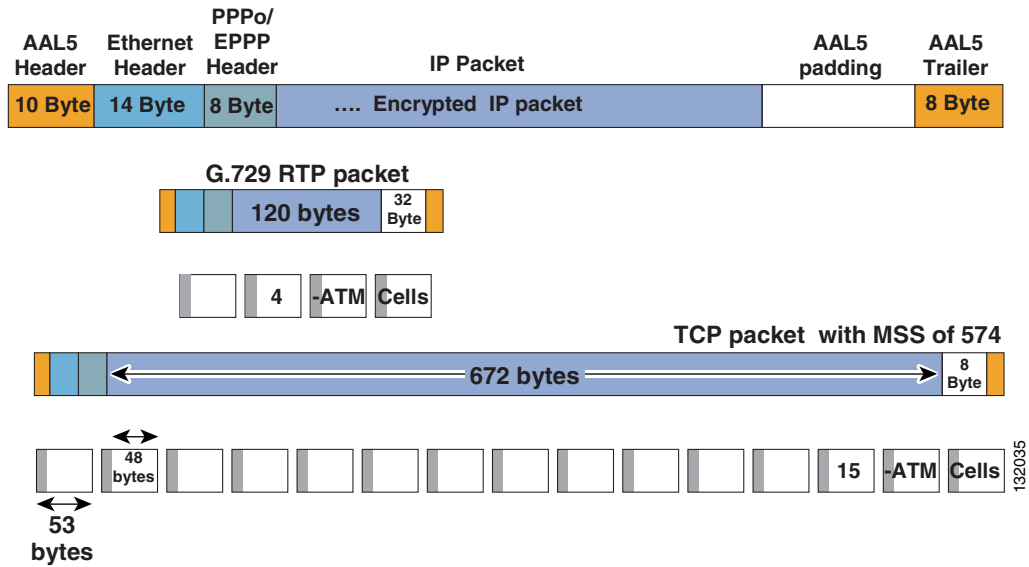 AAL5 Header
Ethernet Header
PPPo/ EPPP Header
IP Packet
AAL5 padding
AAL5 Trailer
10 Byte
14 Byte
8 Byte
.... Encrypted IP packet
8 Byte
G.729 RTP packet
120 bytes
32 Byte
4
-ATM
Cells
TCP packet with MSS of 574
672 bytes
8 Byte
48 bytes
15
-ATM
Cells
53 bytes
132035